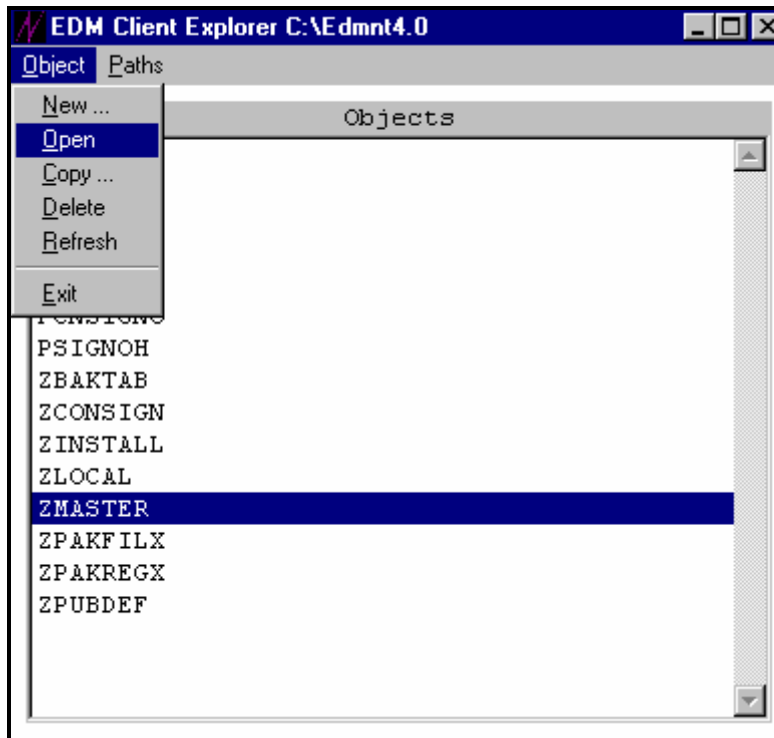 EDM Client Explorer C:\Edmnt4.0
Object Paths
New ...
Open
Copy ...
Delete
Refresh
Exit
Objects
PSIGNOH
ZBAKTAB
ZCONSIGN
ZINSTALL
ZLOCAL
ZMASTER
ZPAKFILX
ZPAKREGX
ZPUBDEF